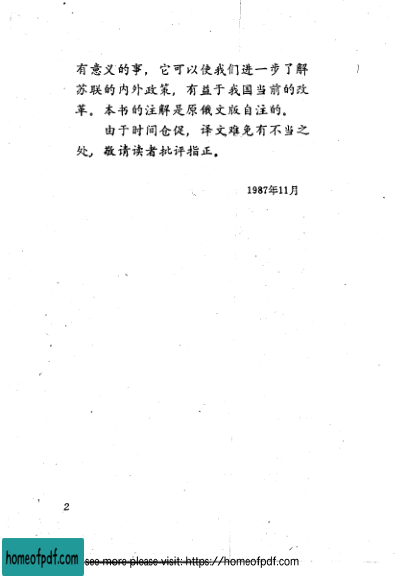 有意义的事，它可以使我们进一步了解
苏联的内外政策，有益于我国当前的改
革。本书的注解是原俄文版自注的。
由于时间仓促，译文难免有不当之
处，敬请读者批评指正。
1987年11月
2
homeofpdf.com
see more please visit: https://homeofpdf.com